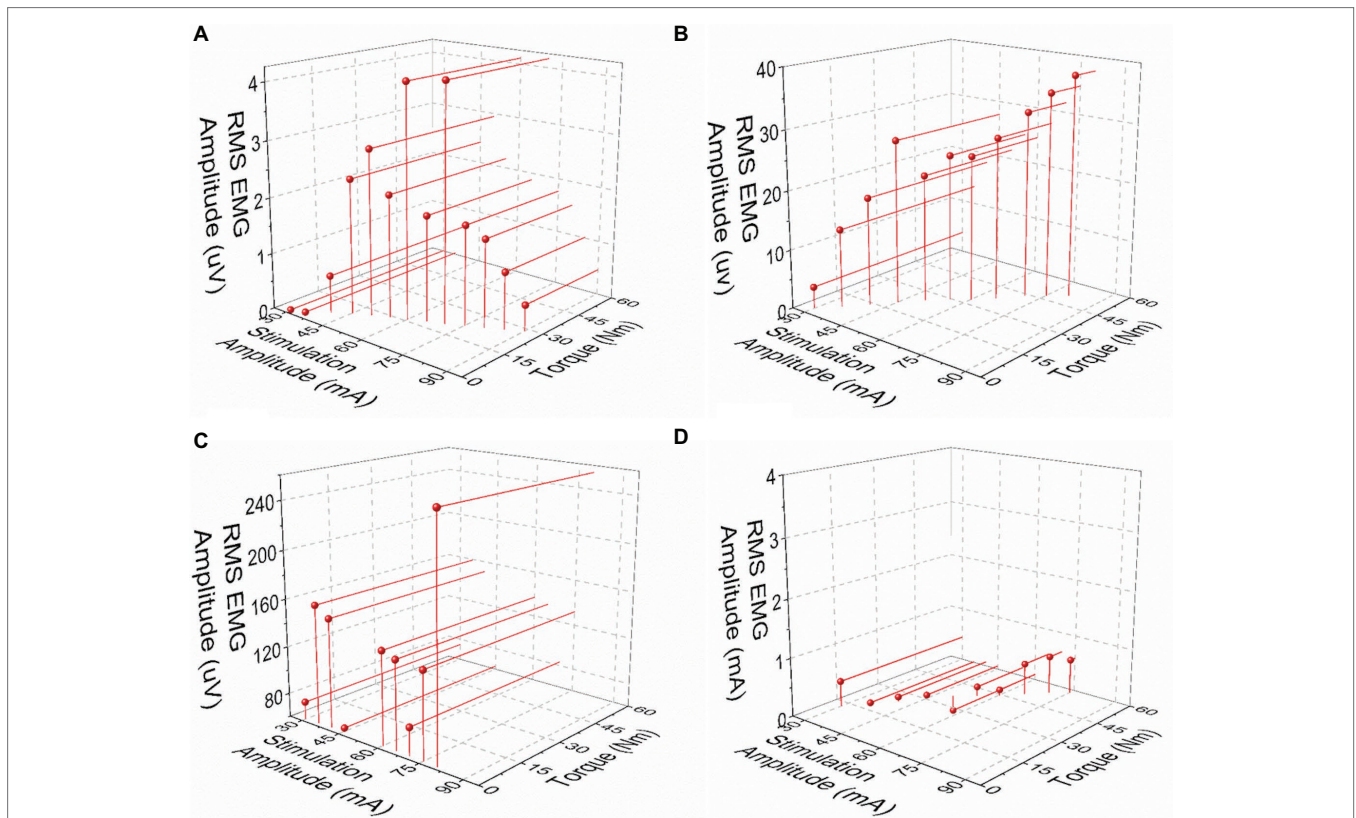 A
RMS EMG
Amplitude (uV)
4
3
2
1
0
30
45
60
75
90
Stimulation
Amplitude (mA)
0
15
30
45
60
Torque (Nm)
B
RMS EMG
Amplitude (uv)
40
30
20
10
0
30
45
60
75
90
Stimulation
Amplitude (mA)
0
15
30
45
60
Torque (Nm)
C
RMS EMG
Amplitude (uV)
240
200
160
120
80
30
45
60
75
90
Stimulation
Amplitude (mA)
0
15
30
45
60
Torque (Nm)
D
RMS EMG
Amplitude (mA)
4
3
2
1
0
30
45
60
75
90
Stimulation
Amplitude (mA)
0
15
30
45
60
Torque (Nm)